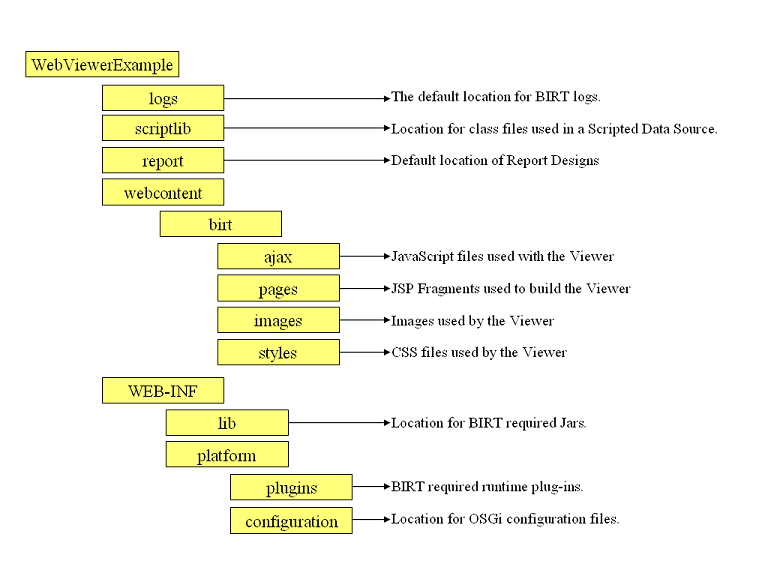 WebViewerExample
logs The default location for BIRT logs.
scriptlib Location for class files used in a Scripted Data Source.
report Default location of Report Designs
webcontent
birt
ajax JavaScript files used with the Viewer
pages JSP Fragments used to build the Viewer
images Images used by the Viewer
styles CSS files used by the Viewer
WEB-INF
lib Location for BIRT required Jars.
platform
plugins BIRT required runtime plug-ins.
configuration Location for OSGi configuration files.